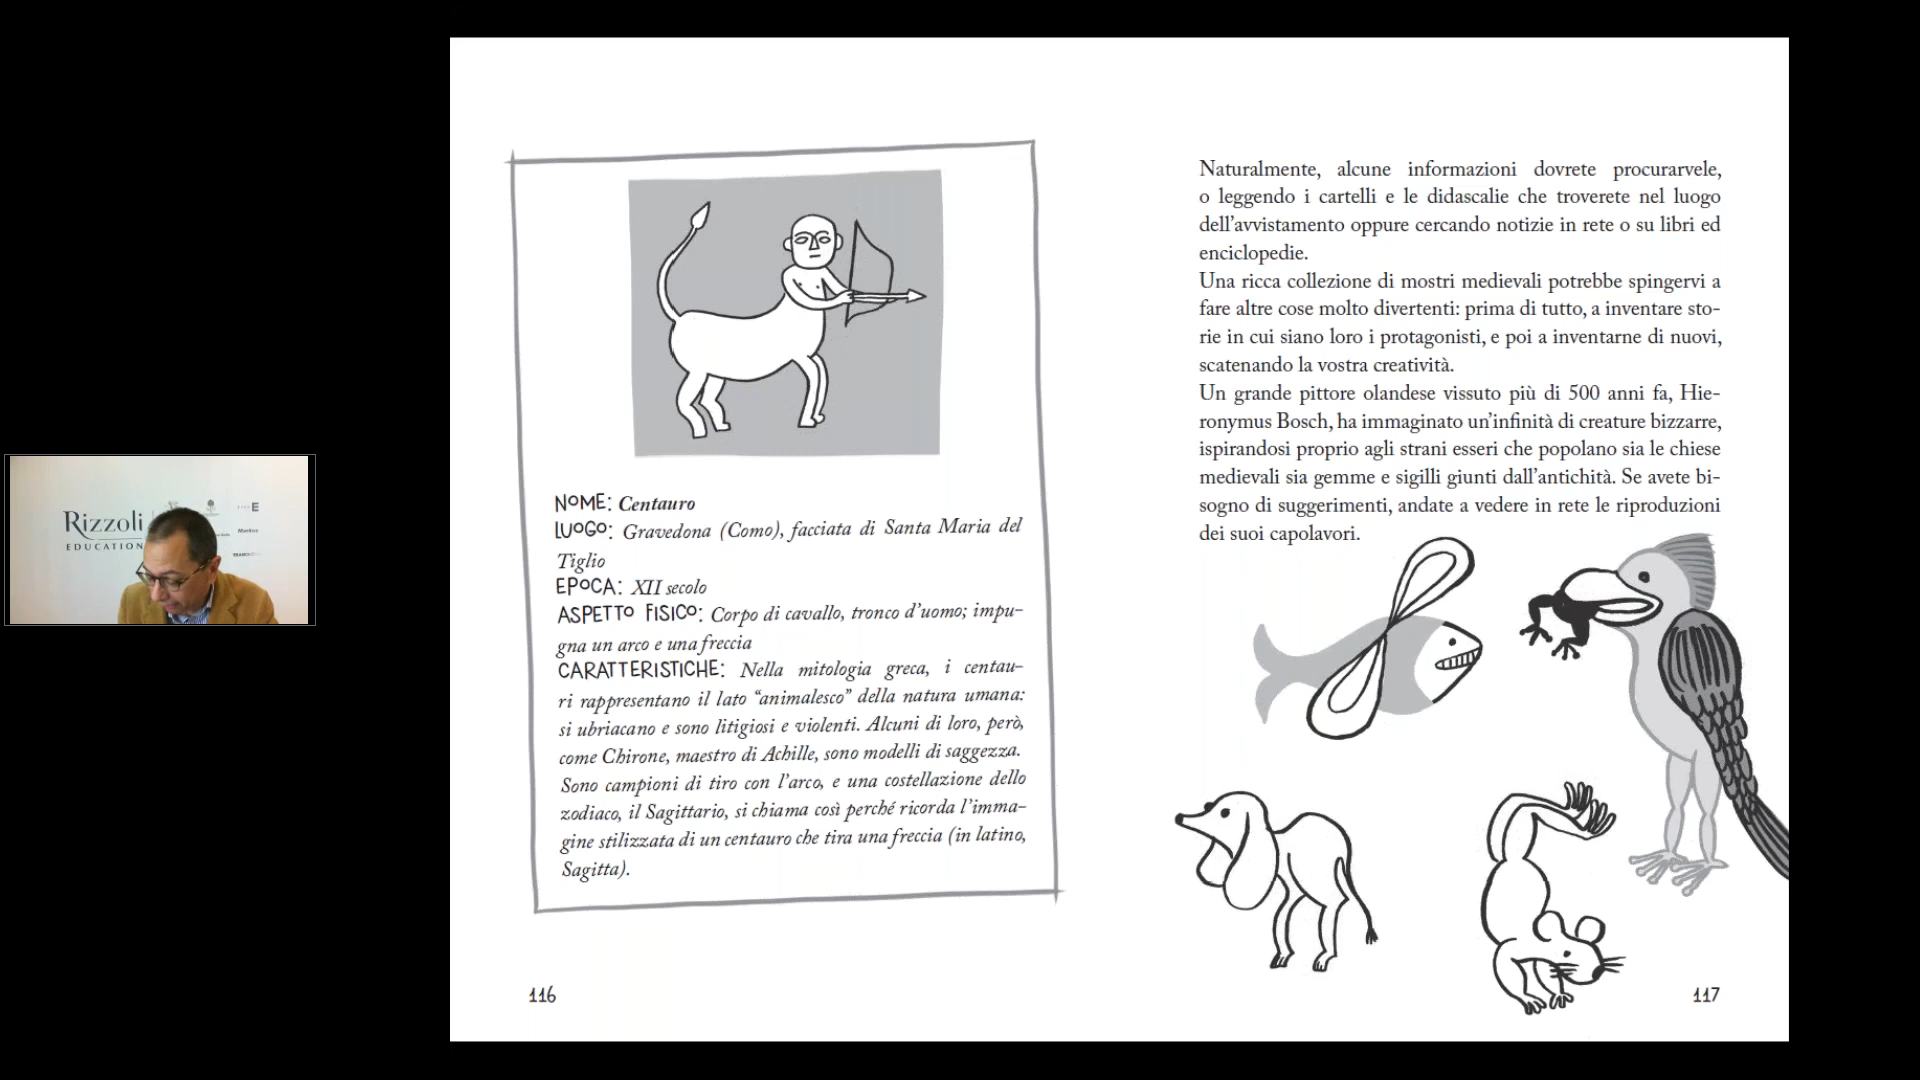 Rizzoli
EDUCATION
NOME: Centauro
LUOGO: Gravedona (Como), facciata di Santa Maria del
Tiglio
EPOCA: XII secolo
ASPETTO FISICO: Corpo di cavallo, tronco d'uomo; impu-
gna un arco e una freccia
CARATTERISTICHE: Nella mitologia greca, i centau-
ri rappresentano il lato “animalesco” della natura umana:
si ubriacano e sono litigiosi e violenti. Alcuni di loro, però,
come Chirone, maestro di Achille, sono modelli di saggezza.
Sono campioni di tiro con l'arco, e una costellazione dello
zodiaco, il Sagittario, si chiama così perché ricorda l'imma-
gine stilizzata di un centauro che tira una freccia (in latino,
Sagitta).
116
Naturalmente, alcune informazioni dovrete procurarvele,
o leggendo i cartelli e le didascalie che troverete nel luogo
dell'avvistamento oppure cercando notizie in rete o su libri ed
enciclopedie.
Una ricca collezione di mostri medievali potrebbe spingervi a
fare altre cose molto divertenti: prima di tutto, a inventare sto-
rie in cui siano loro i protagonisti, e poi a inventarne di nuovi,
scatenando la vostra creatività.
Un grande pittore olandese vissuto più di 500 anni fa, Hie-
ronymus Bosch, ha immaginato un'infinità di creature bizzarre,
ispirandosi proprio agli strani esseri che popolano sia le chiese
medievali sia gemme e sigilli giunti dall'antichità. Se avete bi-
sogno di suggerimenti, andate a vedere in rete le riproduzioni
dei suoi capolavori.
117